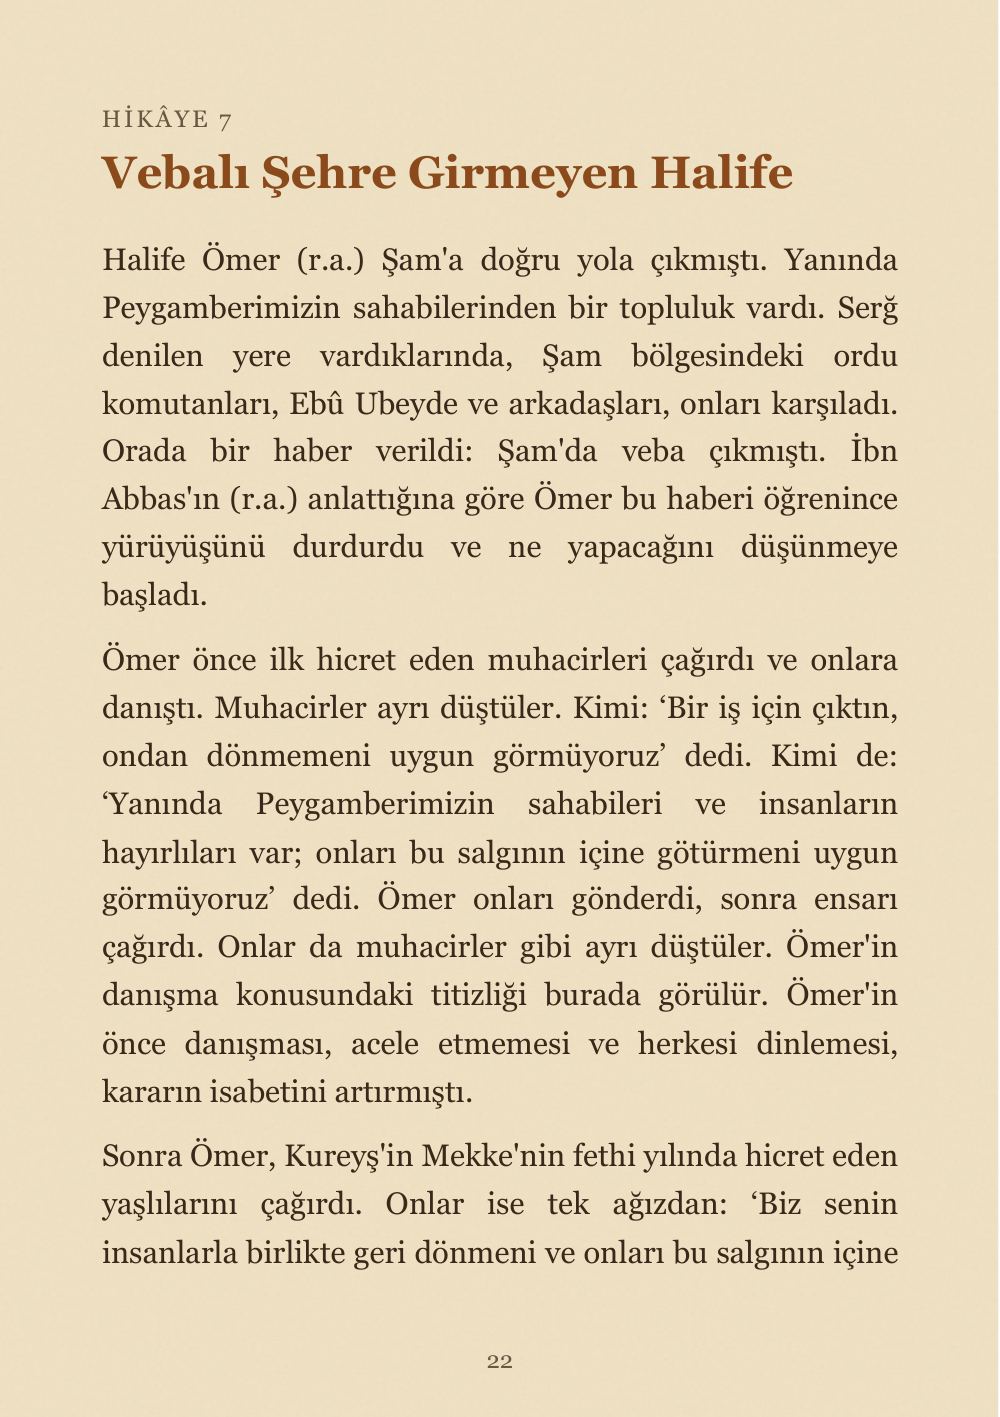 HİKÂYE 7
Vebalı Şehre Girmeyen Halife
Halife Ömer (r.a.) Şam'a doğru yola çıkmıştı. Yanında
Peygamberimizin sahabilerinden bir topluluk vardı. Serğ
denilen yere vardıklarında, Şam bölgesindeki ordu
komutanları, Ebû Ubeyde ve arkadaşları, onları karşıladı.
Orada bir haber verildi: Şam'da veba çıkmıştı. İbn
Abbas'ın (r.a.) anlattığına göre Ömer bu haberi öğrenince
yürüyüşünü durdurdu ve ne yapacağını düşünmeye
başladı.
Ömer önce ilk hicret eden muhacirleri çağırdı ve onlara
danıştı. Muhacirler ayrı düştüler. Kimi: ‘Bir iş için çıktın,
ondan dönmemeni uygun görmüyoruz’ dedi. Kimi de:
‘Yanında Peygamberimizin sahabileri ve insanların
hayırlıları var; onları bu salgının içine götürmeni uygun
görmüyoruz’ dedi. Ömer onları gönderdi, sonra ensarı
çağırdı. Onlar da muhacirler gibi ayrı düştüler. Ömer'in
danışma konusundaki titizliği burada görülür. Ömer'in
önce danışması, acele etmemesi ve herkesi dinlemesi,
kararın isabetini artırmıştı.
Sonra Ömer, Kureyş'in Mekke'nin fethi yılında hicret eden
yaşlılarını çağırdı. Onlar ise tek ağızdan: ‘Biz senin
insanlarla birlikte geri dönmeni ve onları bu salgının içine
22